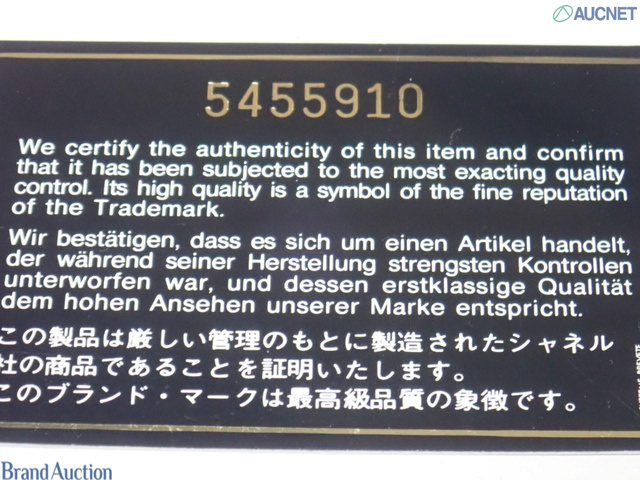 AUCNET
5455910
We certify the authenticity of this item and confirm
that it has been subjected to the most exacting quality
control. Its high quality is a symbol of the fine reputation
of the Trademark.
Wir bestätigen, dass es sich um einen Artikel handelt,
der während seiner Herstellung strengsten Kontrollen
unterworfen war, und dessen erstklassige Qualität
dem hohen Ansehen unserer Marke entspricht.
この製品は厳しい管理のもとに製造されたシャネル
社の商品であることを証明いたします。
このブランド・マークは最高級品質の象徴です。
Brand Auction